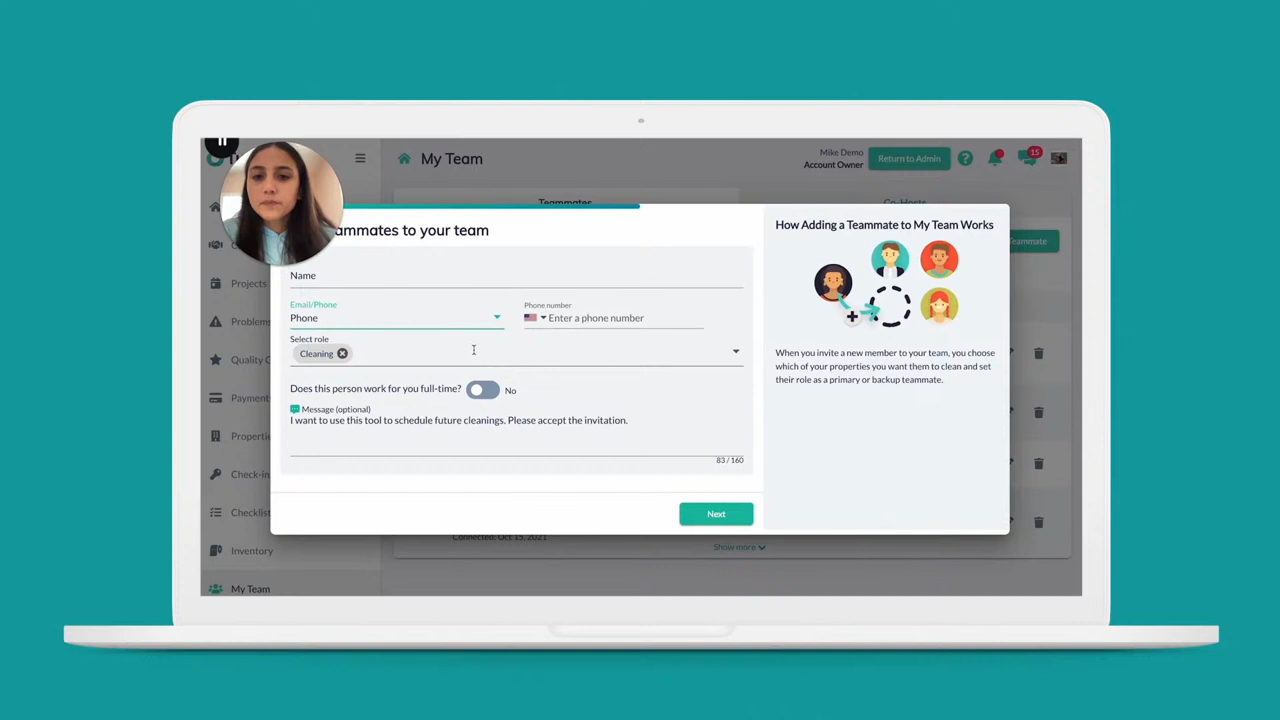 My Team
Mike Demo
Account Owner
Return to Admin
15
Teammates
Co-Hosts
Teammate
ammates to your team
Name
Email/Phone
Phone
Phone number
Enter a phone number
Select role
Cleaning
Does this person work for you full-time?
No
Message (optional)
I want to use this tool to schedule future cleanings. Please accept the invitation.
83 / 160
Next
How Adding a Teammate to My Team Works
When you invite a new member to your team, you choose
which of your properties you want them to clean and set
their role as a primary or backup teammate.
Projects
Problems
Quality
Payments
Properti
Check-in
Checklis
Inventory
My Team
Connected: Oct 15, 2021
Show more